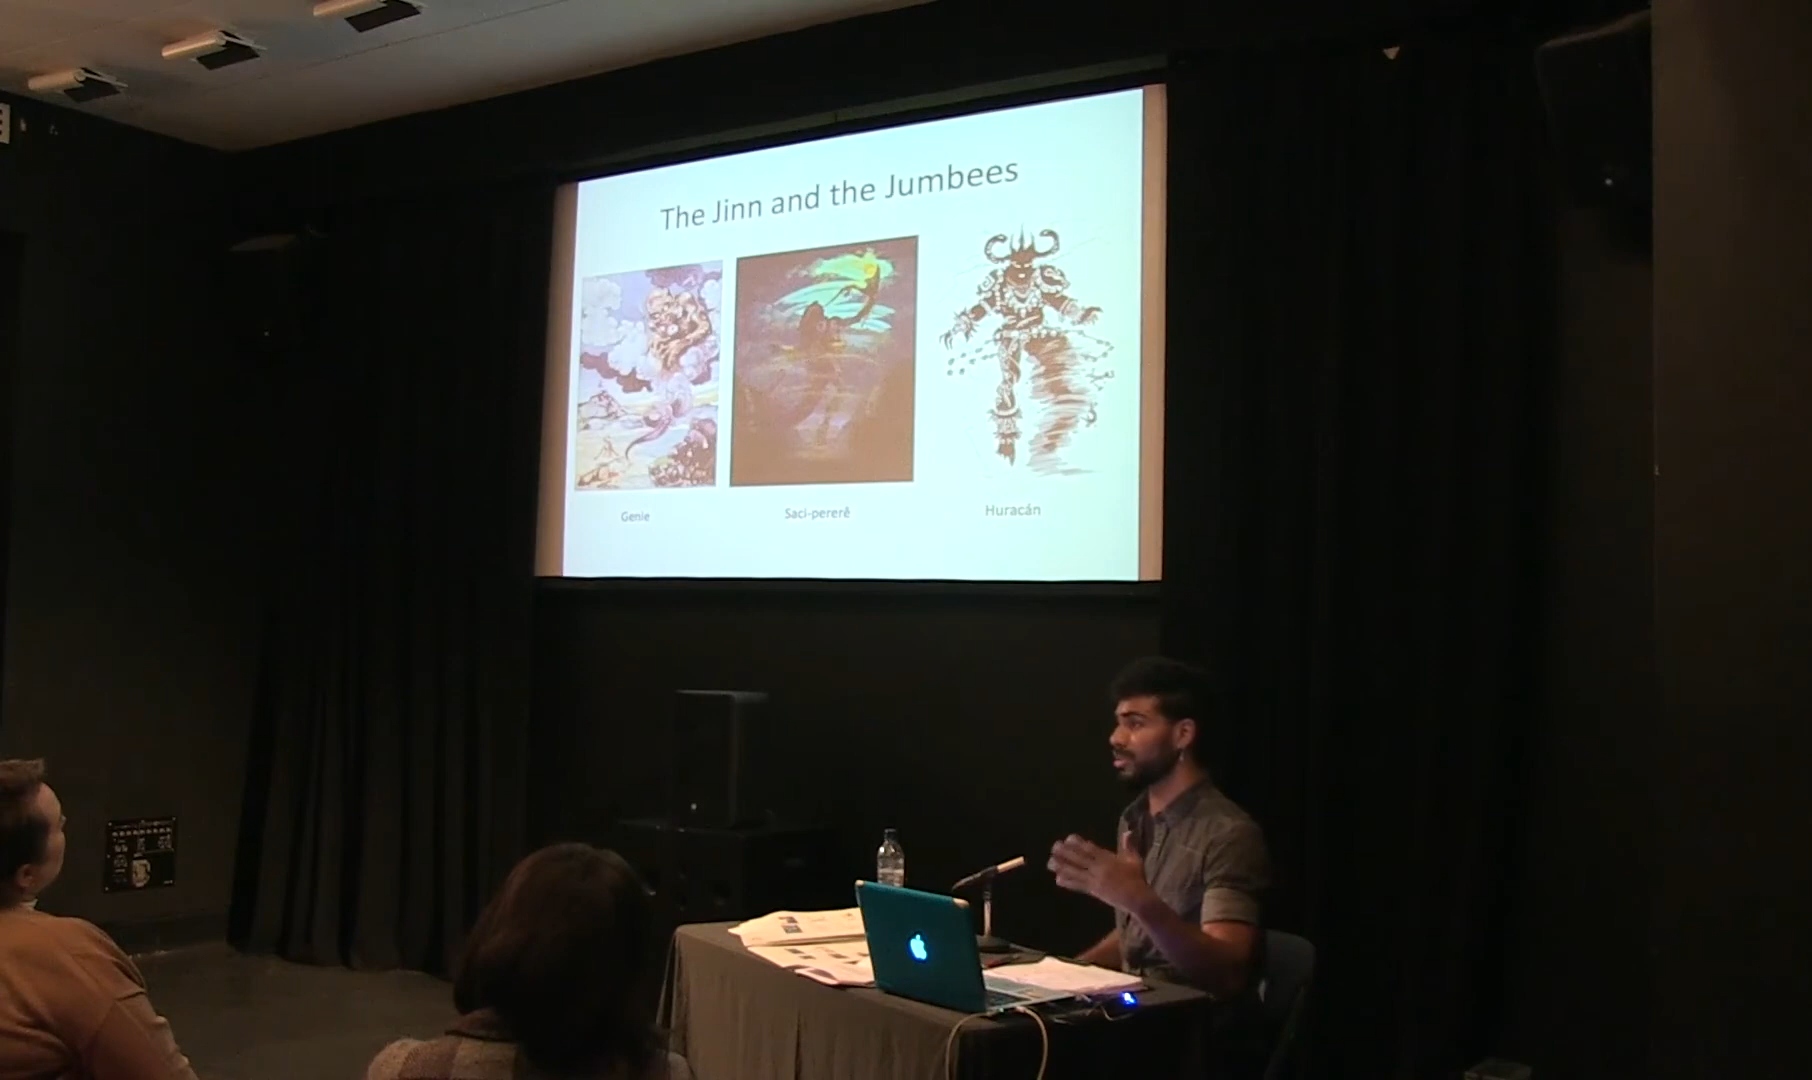 The Jinn and the Jumbees
Genie
Saci-pererê
Huracán